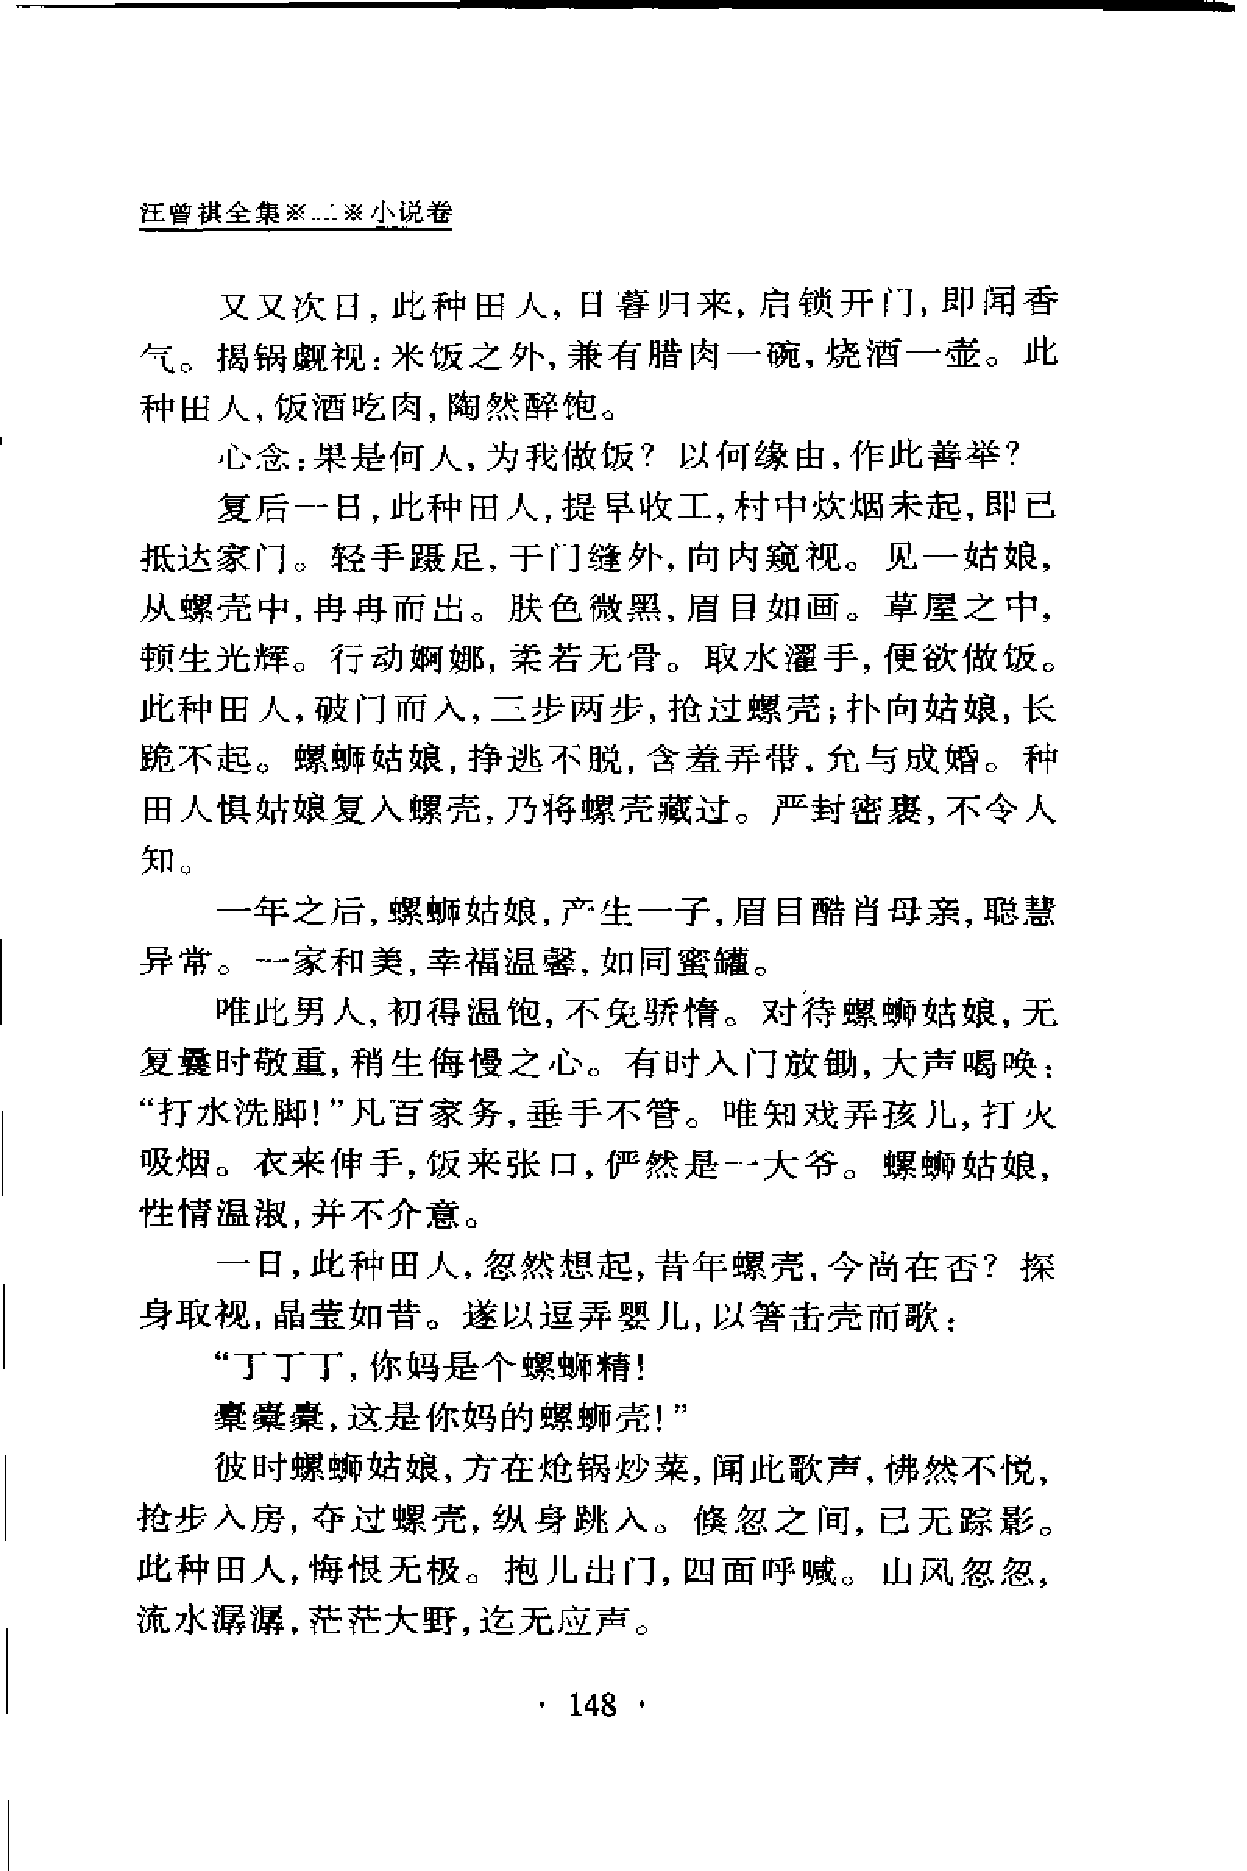 汪曾祺全集※二※小说卷
又又次日,此种田人,日暮归来,启锁开门,即闻香
气。揭锅觑视:米饭之外,兼有腊肉一碗,烧酒一壶。此
种田人,饭酒吃肉,陶然醉饱。
心念:果是何人,为我做饭?以何缘由,作此善举?
复后一日,此种田人,提早收工,村中炊烟未起,即已
抵达家门。轻手蹑足,于门缝外,向内窥视。见一姑娘,
从螺壳中,冉冉而出。肤色微黑,眉目如画。草屋之中,
顿生光辉。行动婀娜,柔若无骨。取水濯手,便欲做饭。
此种田人,破门而入,三步两步,抢过螺壳;扑向姑娘,长
跪不起。螺蛳姑娘,挣逃不脱,含羞弄带,允与成婚。种
田人惧姑娘复入螺壳,乃将螺壳藏过。严封密裹,不令人
知。
一年之后,螺蛳姑娘,产生一子,眉目酷肖母亲,聪慧
异常。一家和美,幸福温馨,如同蜜罐。
唯此男人,初得温饱,不免骄惰。对待螺蛳姑娘,无
复曩时敬重,稍生侮慢之心。有时入门放锄,大声喝唤:
“打水洗脚!”凡百家务,垂手不管。唯知戏弄孩儿,打火
吸烟。衣来伸手,饭来张口,俨然是一大爷。螺蛳姑娘,
性情温淑,并不介意。
一日,此种田人,忽然想起,昔年螺壳,今尚在否?探
身取视,晶莹如昔。遂以逗弄婴儿,以箸击壳而歌:
“丁丁丁,你妈是个螺蛳精!
橐橐橐,这是你妈的螺蛳壳!”
彼时螺蛳姑娘,方在炝锅炒菜,闻此歌声,怫然不悦,
抢步入房,夺过螺壳,纵身跳入。倏忽之间,已无踪影。
此种田人,悔恨无极。抱儿出门,四面呼喊。山风忽忽,
流水潺潺,茫茫大野,迄无应声。
· 148 ·